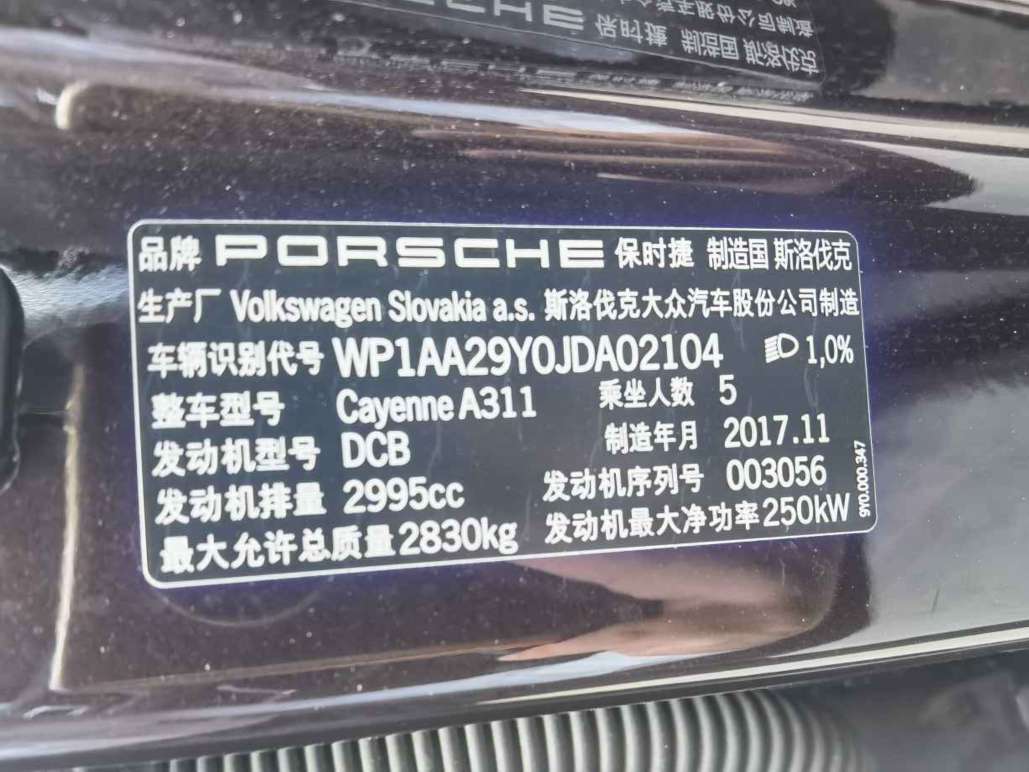 品牌 PORSCHE 保时捷 制造国 斯洛伐克
生产厂 Volkswagen Slovakia a.s. 斯洛伐克大众汽车股份公司制造
车辆识别代号 WP1AA29Y0JDA02104 1,0%
整车型号 Cayenne A311 乘坐人数 5
发动机型号 DCB 制造年月 2017.11
发动机排量 2995cc 发动机序列号 003056
最大允许总质量 2830kg 发动机最大净功率 250kW
9Y0.000.347